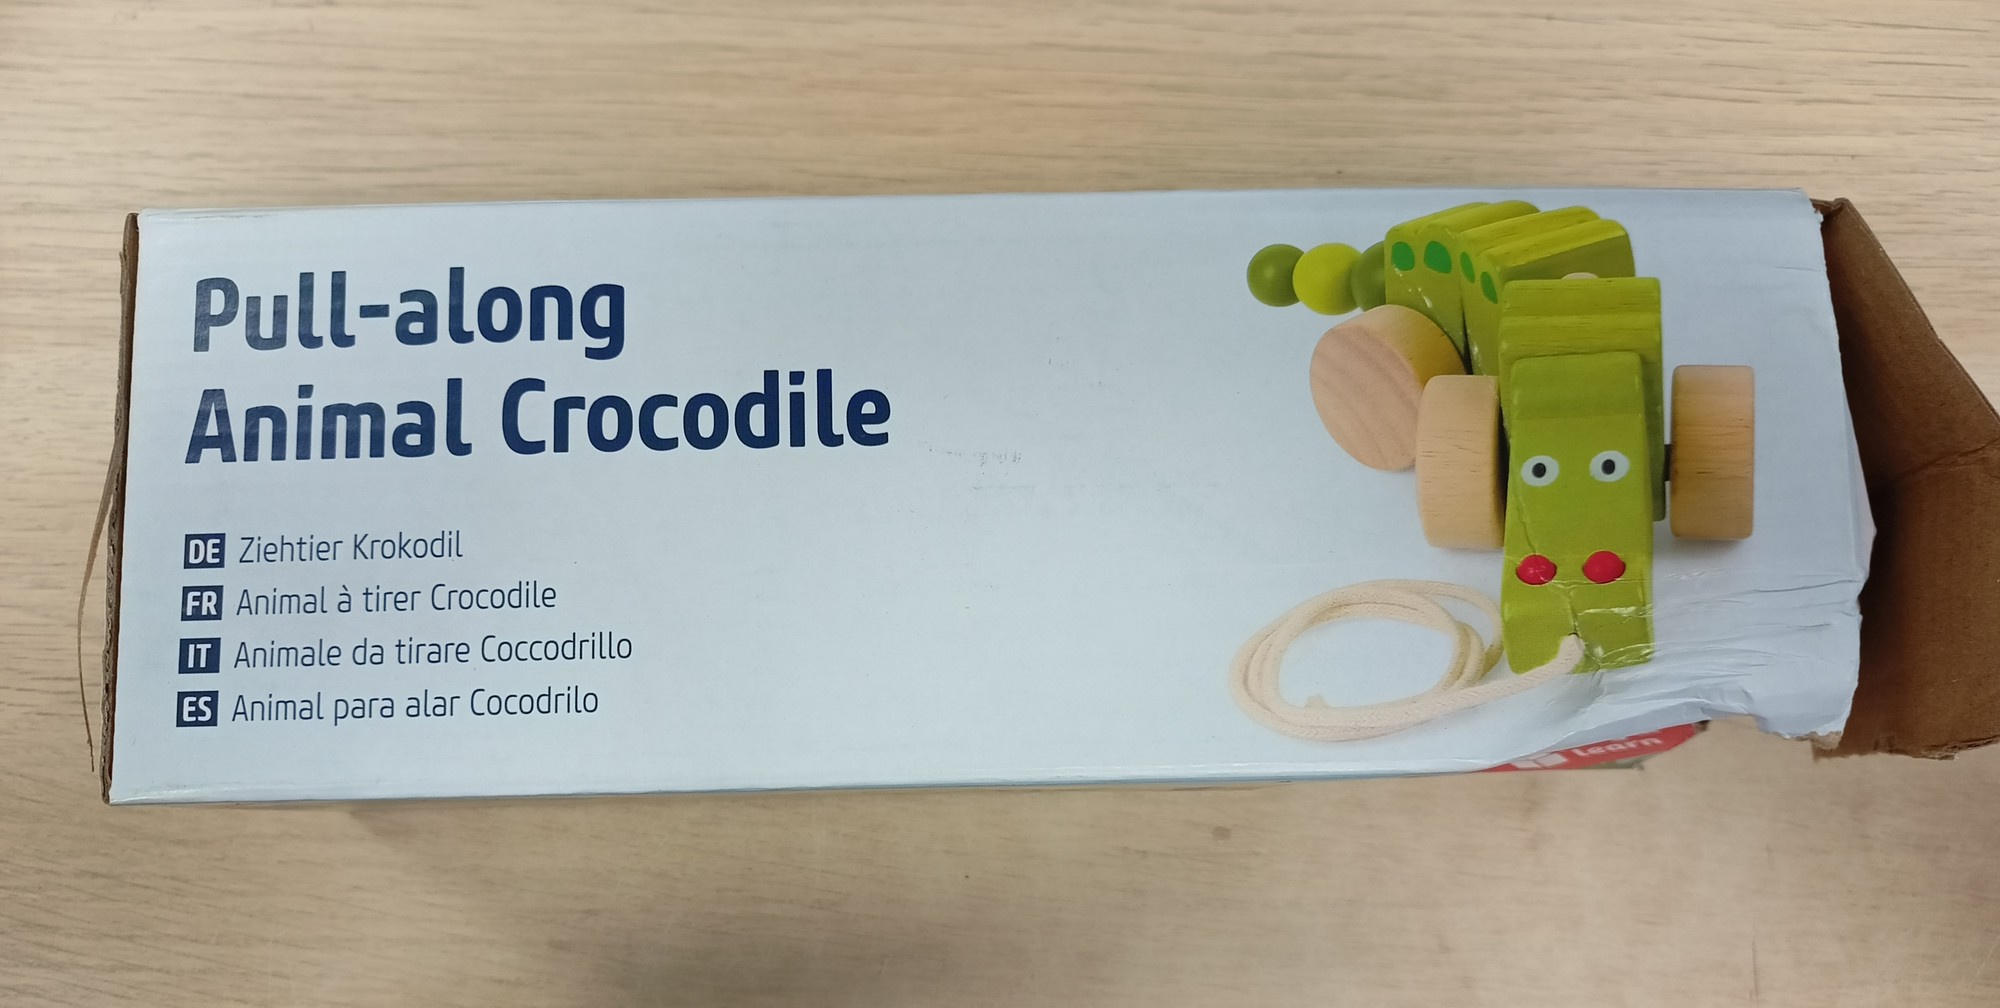 Pull-along
Animal Crocodile
DE Ziehtier Krokodil
FR Animal à tirer Crocodile
IT Animale da tirare Coccodrillo
ES Animal para alar Cocodrilo
learn